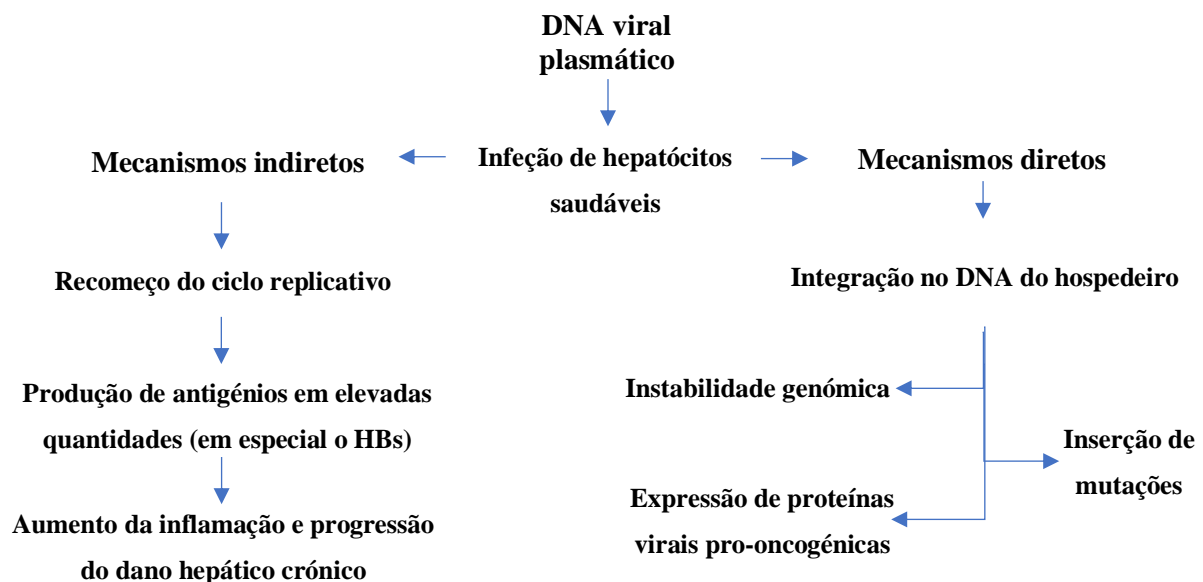 DNA viral
plasmático
Mecanismos indiretos
Infeção de hepatócitos
saudáveis
Mecanismos diretos
Recomeço do ciclo replicativo
Produção de antigénios em elevadas
quantidades (em especial o HBs)
Aumento da inflamação e progressão
do dano hepático crónico
Integração no DNA do hospedeiro
Instabilidade genómica
Inserção de
mutações
Expressão de proteínas
virais pro-oncogénicas